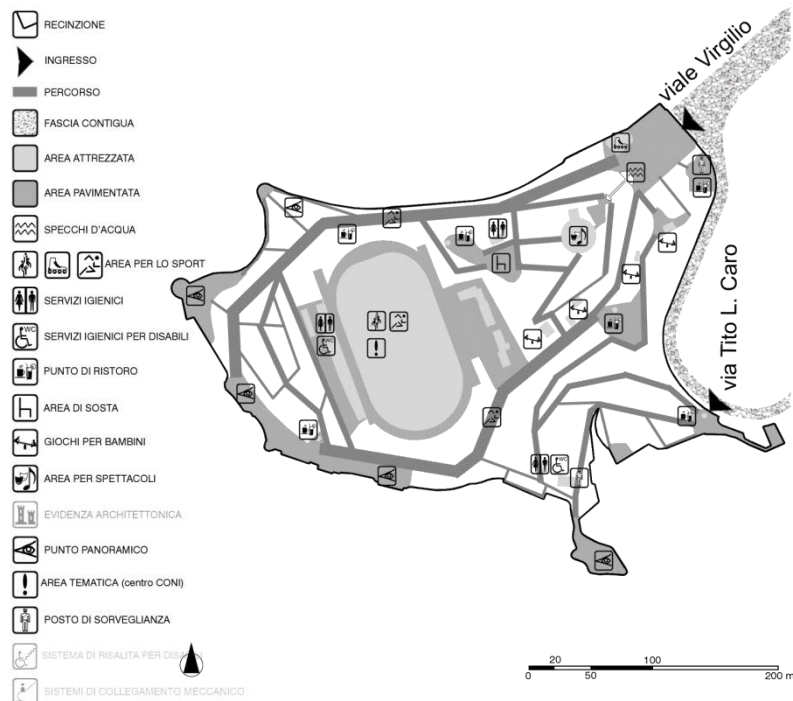 RECINZIONE
INGRESSO
PERCORSO
FASCIA CONTIGUA
AREA ATTREZZATA
AREA PAVIMENTATA
SPECCHI D'ACQUA
AREA PER LO SPORT
SERVIZI IGIENICI
WC
SERVIZI IGIENICI PER DISABILI
PUNTO DI RISTORO
AREA DI SOSTA
GIOCHI PER BAMBINI
AREA PER SPETTACOLI
EVIDENZA ARCHITETTONICA
PUNTO PANORAMICO
AREA TEMATICA (centro CONI)
POSTO DI SORVEGLIANZA
SISTEMA DI RISALITA PER DISABILI
SISTEMI DI COLLEGAMENTO MECCANICO
viale Virgilio
via Tito L. Caro
WC
WC
20 100
0 50 200 m